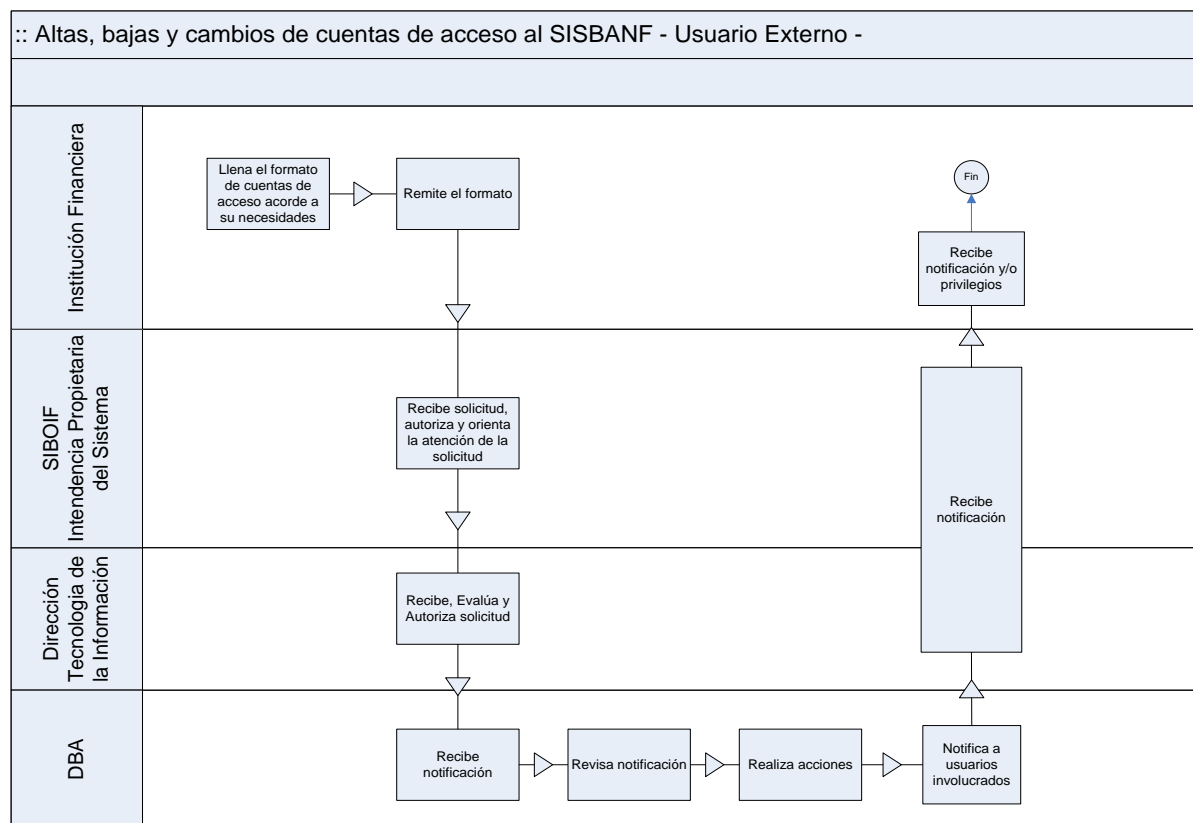 :: Altas, bajas y cambios de cuentas de acceso al SISBANF - Usuario Externo -
Institución Financiera
Llena el formato
de cuentas de
acceso acorde a
su necesidades
Remite el formato
Fin
Recibe
notificación y/o
privilegios
SIBOIF
Intendencia Propietaria
del Sistema
Recibe solicitud,
autoriza y orienta
la atención de la
solicitud
Recibe
notificación
Dirección
Tecnologia de
la Información
Recibe, Evalúa y
Autoriza solicitud
DBA
Recibe
notificación
Revisa notificación
Realiza acciones
Notifica a
usuarios
involucrados